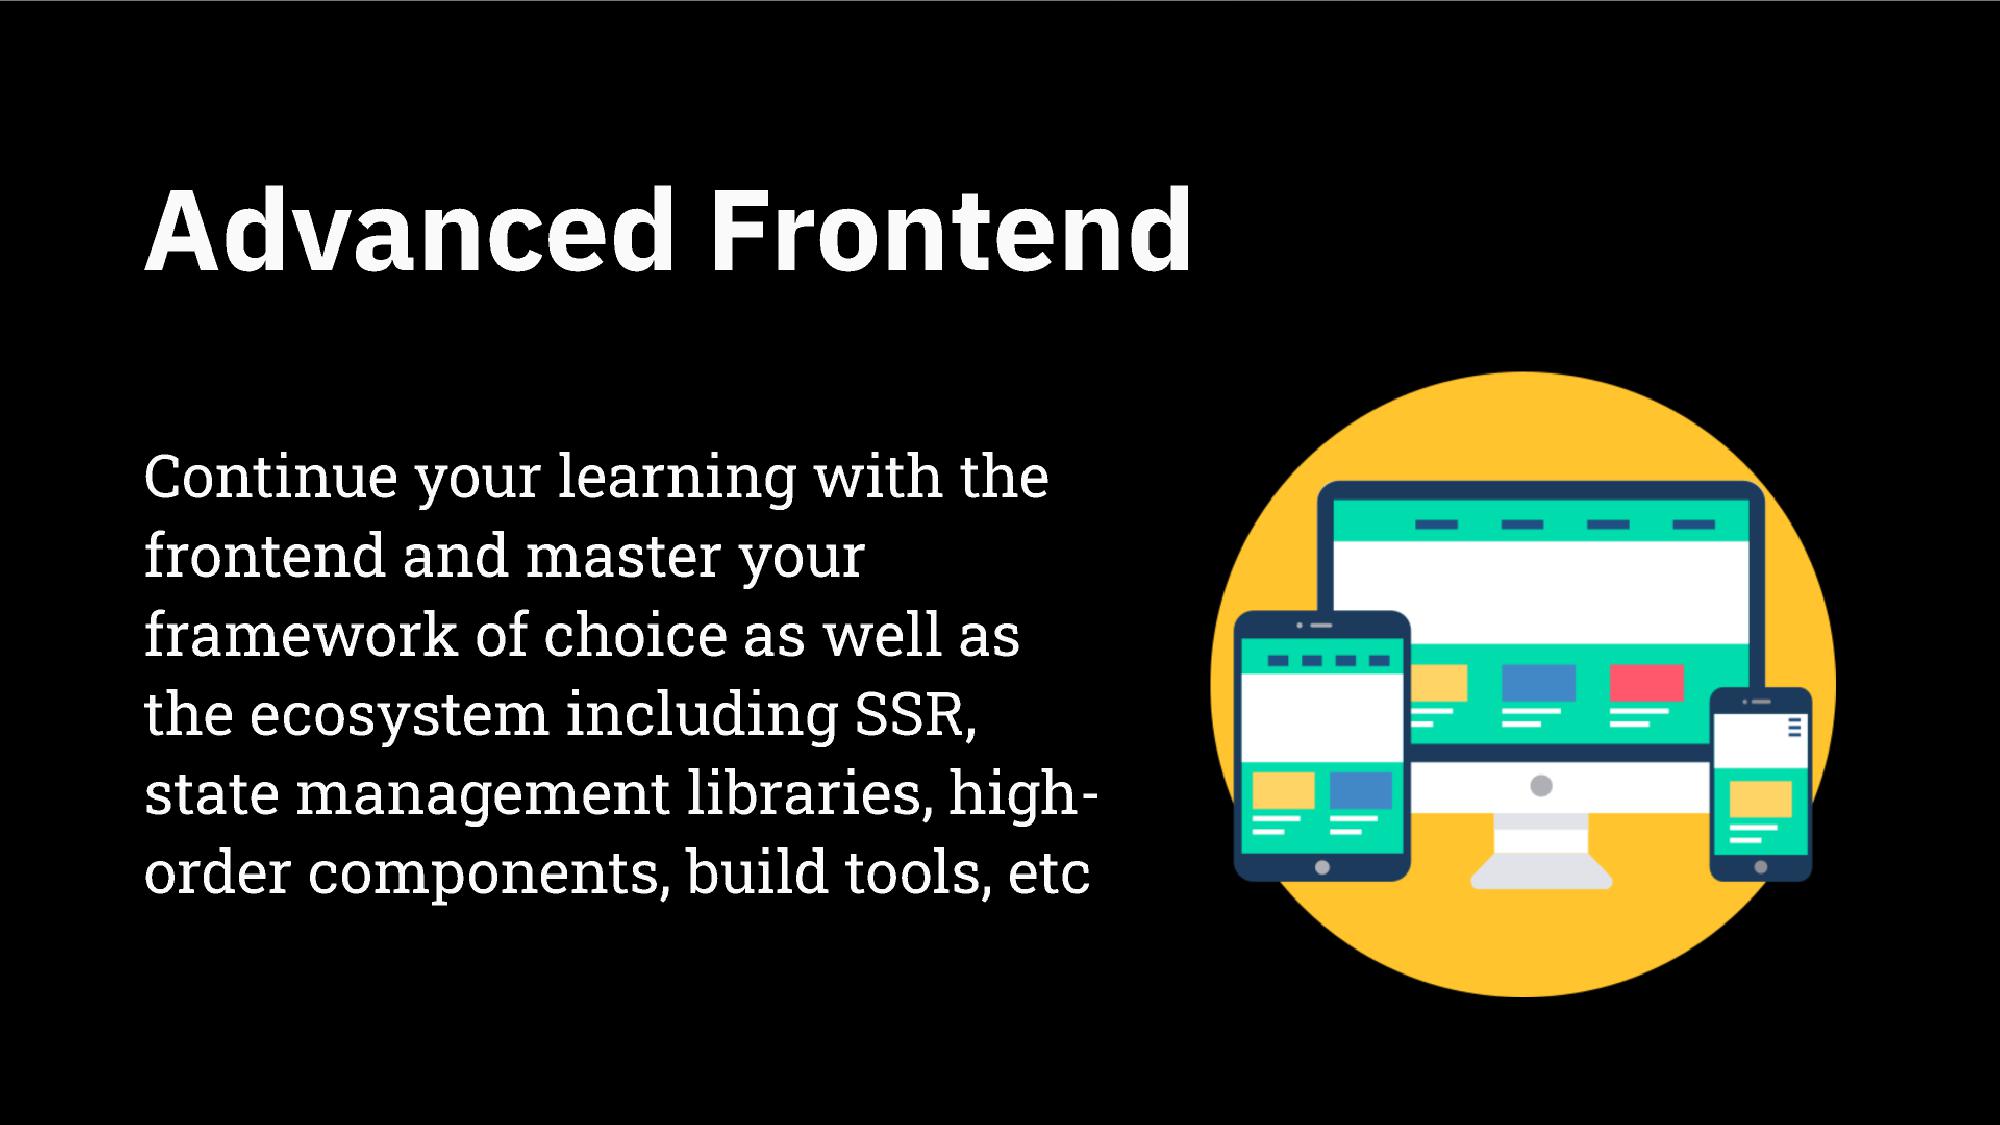 Advanced Frontend
Continue your learning with the
frontend and master your
framework of choice as well as
the ecosystem including SSR,
state management libraries, high-
order components, build tools, etc